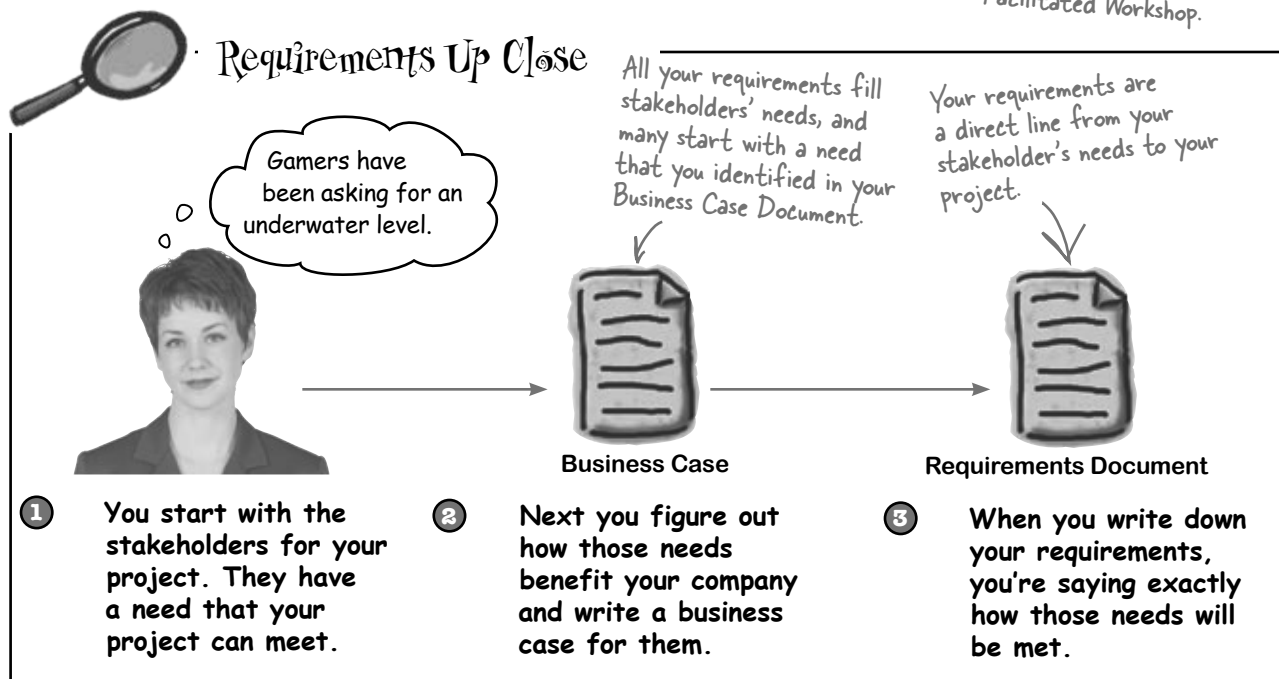 Facilitated Workshop.
Requirements Up Close
All your requirements fill
stakeholders' needs, and
many start with a need
that you identified in your
Business Case Document.
Your requirements are
a direct line from your
stakeholder's needs to your
project.
Gamers have
been asking for an
underwater level.
Business Case
Requirements Document
1
You start with the
stakeholders for your
project. They have
a need that your
project can meet.
2
Next you figure out
how those needs
benefit your company
and write a business
case for them.
3
When you write down
your requirements,
you're saying exactly
how those needs will
be met.